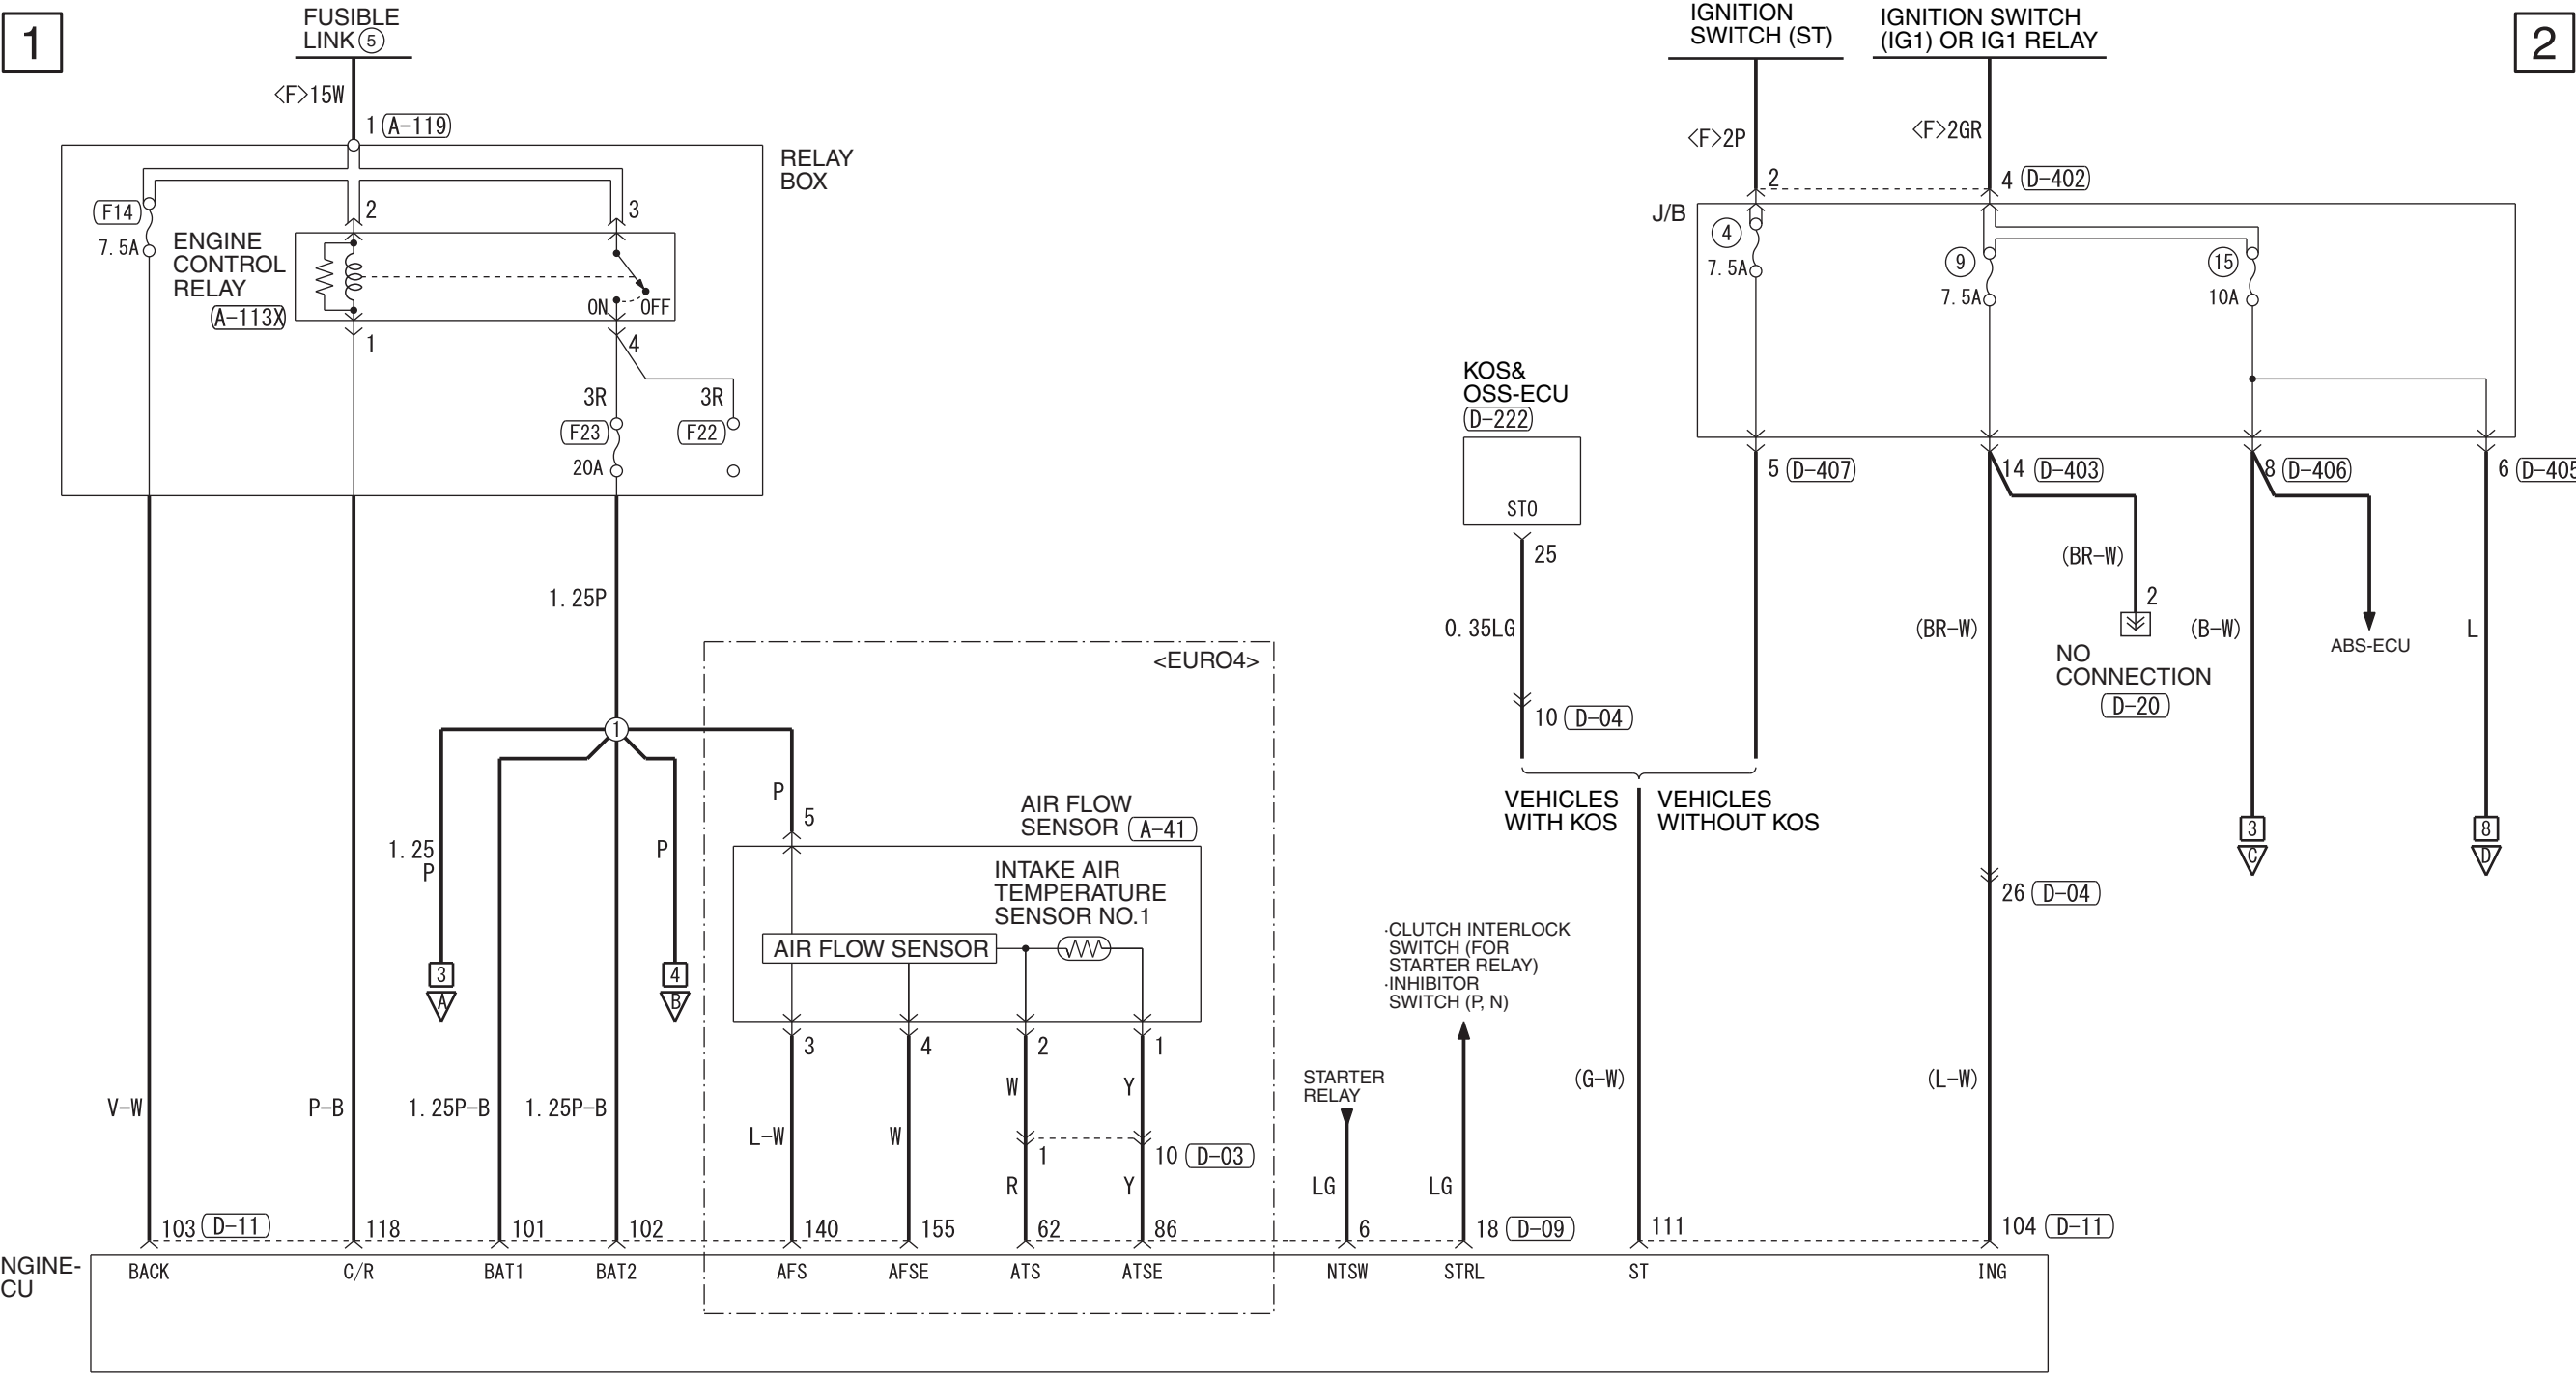 1
FUSIBLE
LINK 5
<F>15W
1 A-119
RELAY
BOX
F14
7.5A
2
3
ENGINE
CONTROL
RELAY
A-113X
ON
OFF
1
4
3R
3R
F23
F22
20A
1.25P
1
1.25
P
P
P
3
A
4
B
<EURO4>
5
AIR FLOW
SENSOR A-41
INTAKE AIR
TEMPERATURE
SENSOR NO.1
AIR FLOW SENSOR
3
4
2
1
W
Y
V-W
P-B
1.25P-B
1.25P-B
L-W
W
1
10 D-03
R
Y
IGNITION
SWITCH (ST)
IGNITION SWITCH
(IG1) OR IG1 RELAY
2
<F>2P
<F>2GR
2
4 D-402
J/B
4
7.5A
9
7.5A
15
10A
KOS&
OSS-ECU
D-222
STO
25
5 D-407
14 D-403
8 D-406
6 D-405
0.35LG
(BR-W)
2
(BR-W)
NO
CONNECTION
D-20
(B-W)
ABS-ECU
L
10 D-04
VEHICLES
WITH KOS
VEHICLES
WITHOUT KOS
3
C
8
D
26 D-04
·CLUTCH INTERLOCK
SWITCH (FOR
STARTER RELAY)
·INHIBITOR
SWITCH (P, N)
STARTER
RELAY
(G-W)
(L-W)
LG
LG
103 D-11
118
101
102
140
155
62
86
6
18 D-09
111
104 D-11
NGINE-
CU
BACK
C/R
BAT1
BAT2
AFS
AFSE
ATS
ATSE
NTSW
STRL
ST
ING